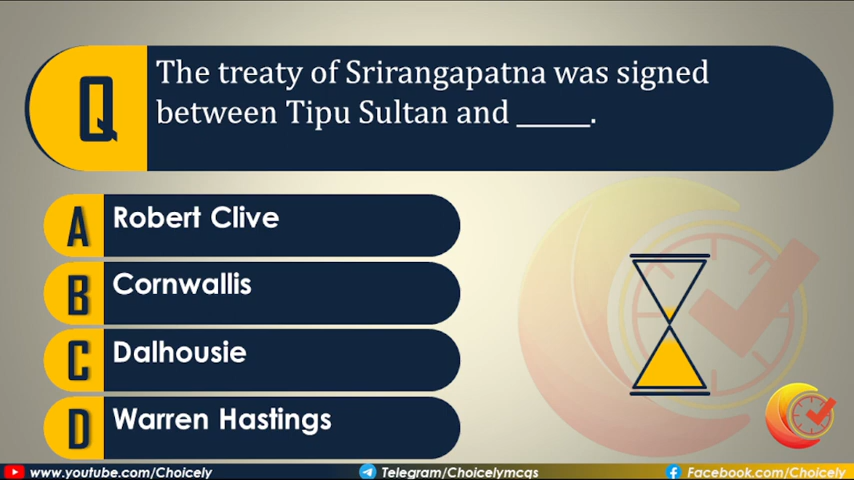 Q
The treaty of Srirangapatna was signed
between Tipu Sultan and ______.
A Robert Clive
B Cornwallis
C Dalhousie
D Warren Hastings
www.youtube.com/Choicely Telegram/Choicelymcqs Facebook.com/Choicely